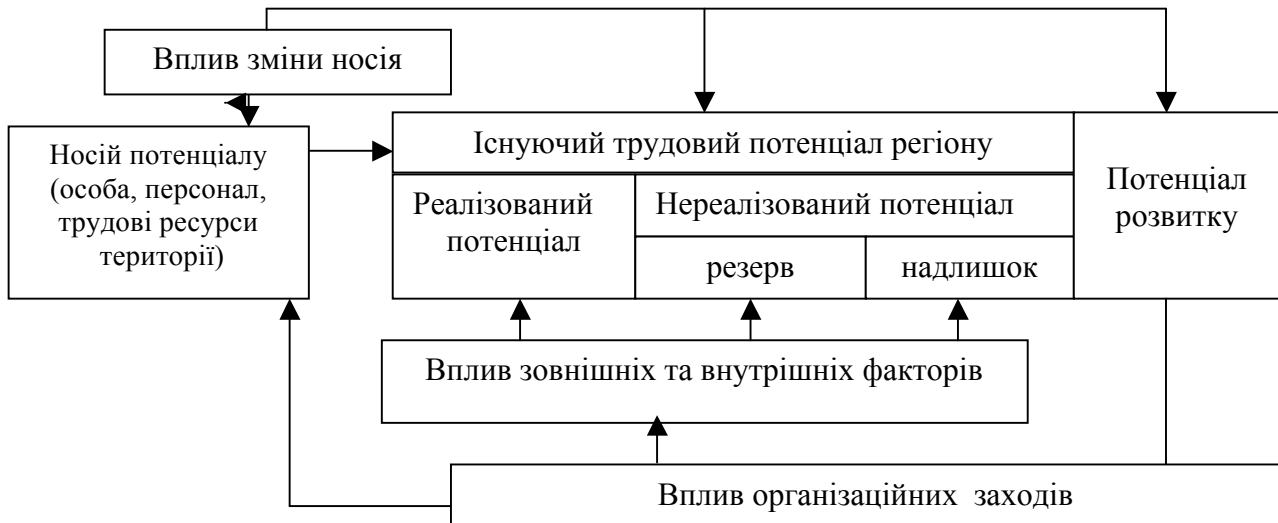 Вплив зміни носія
Носій потенціалу
(особа, персонал,
трудові ресурси
території)
Існуючий трудовий потенціал регіону
Реалізований
потенціал
Нереалізований потенціал
резерв
надлишок
Потенціал
розвитку
Вплив зовнішніх та внутрішніх факторів
Вплив організаційних заходів